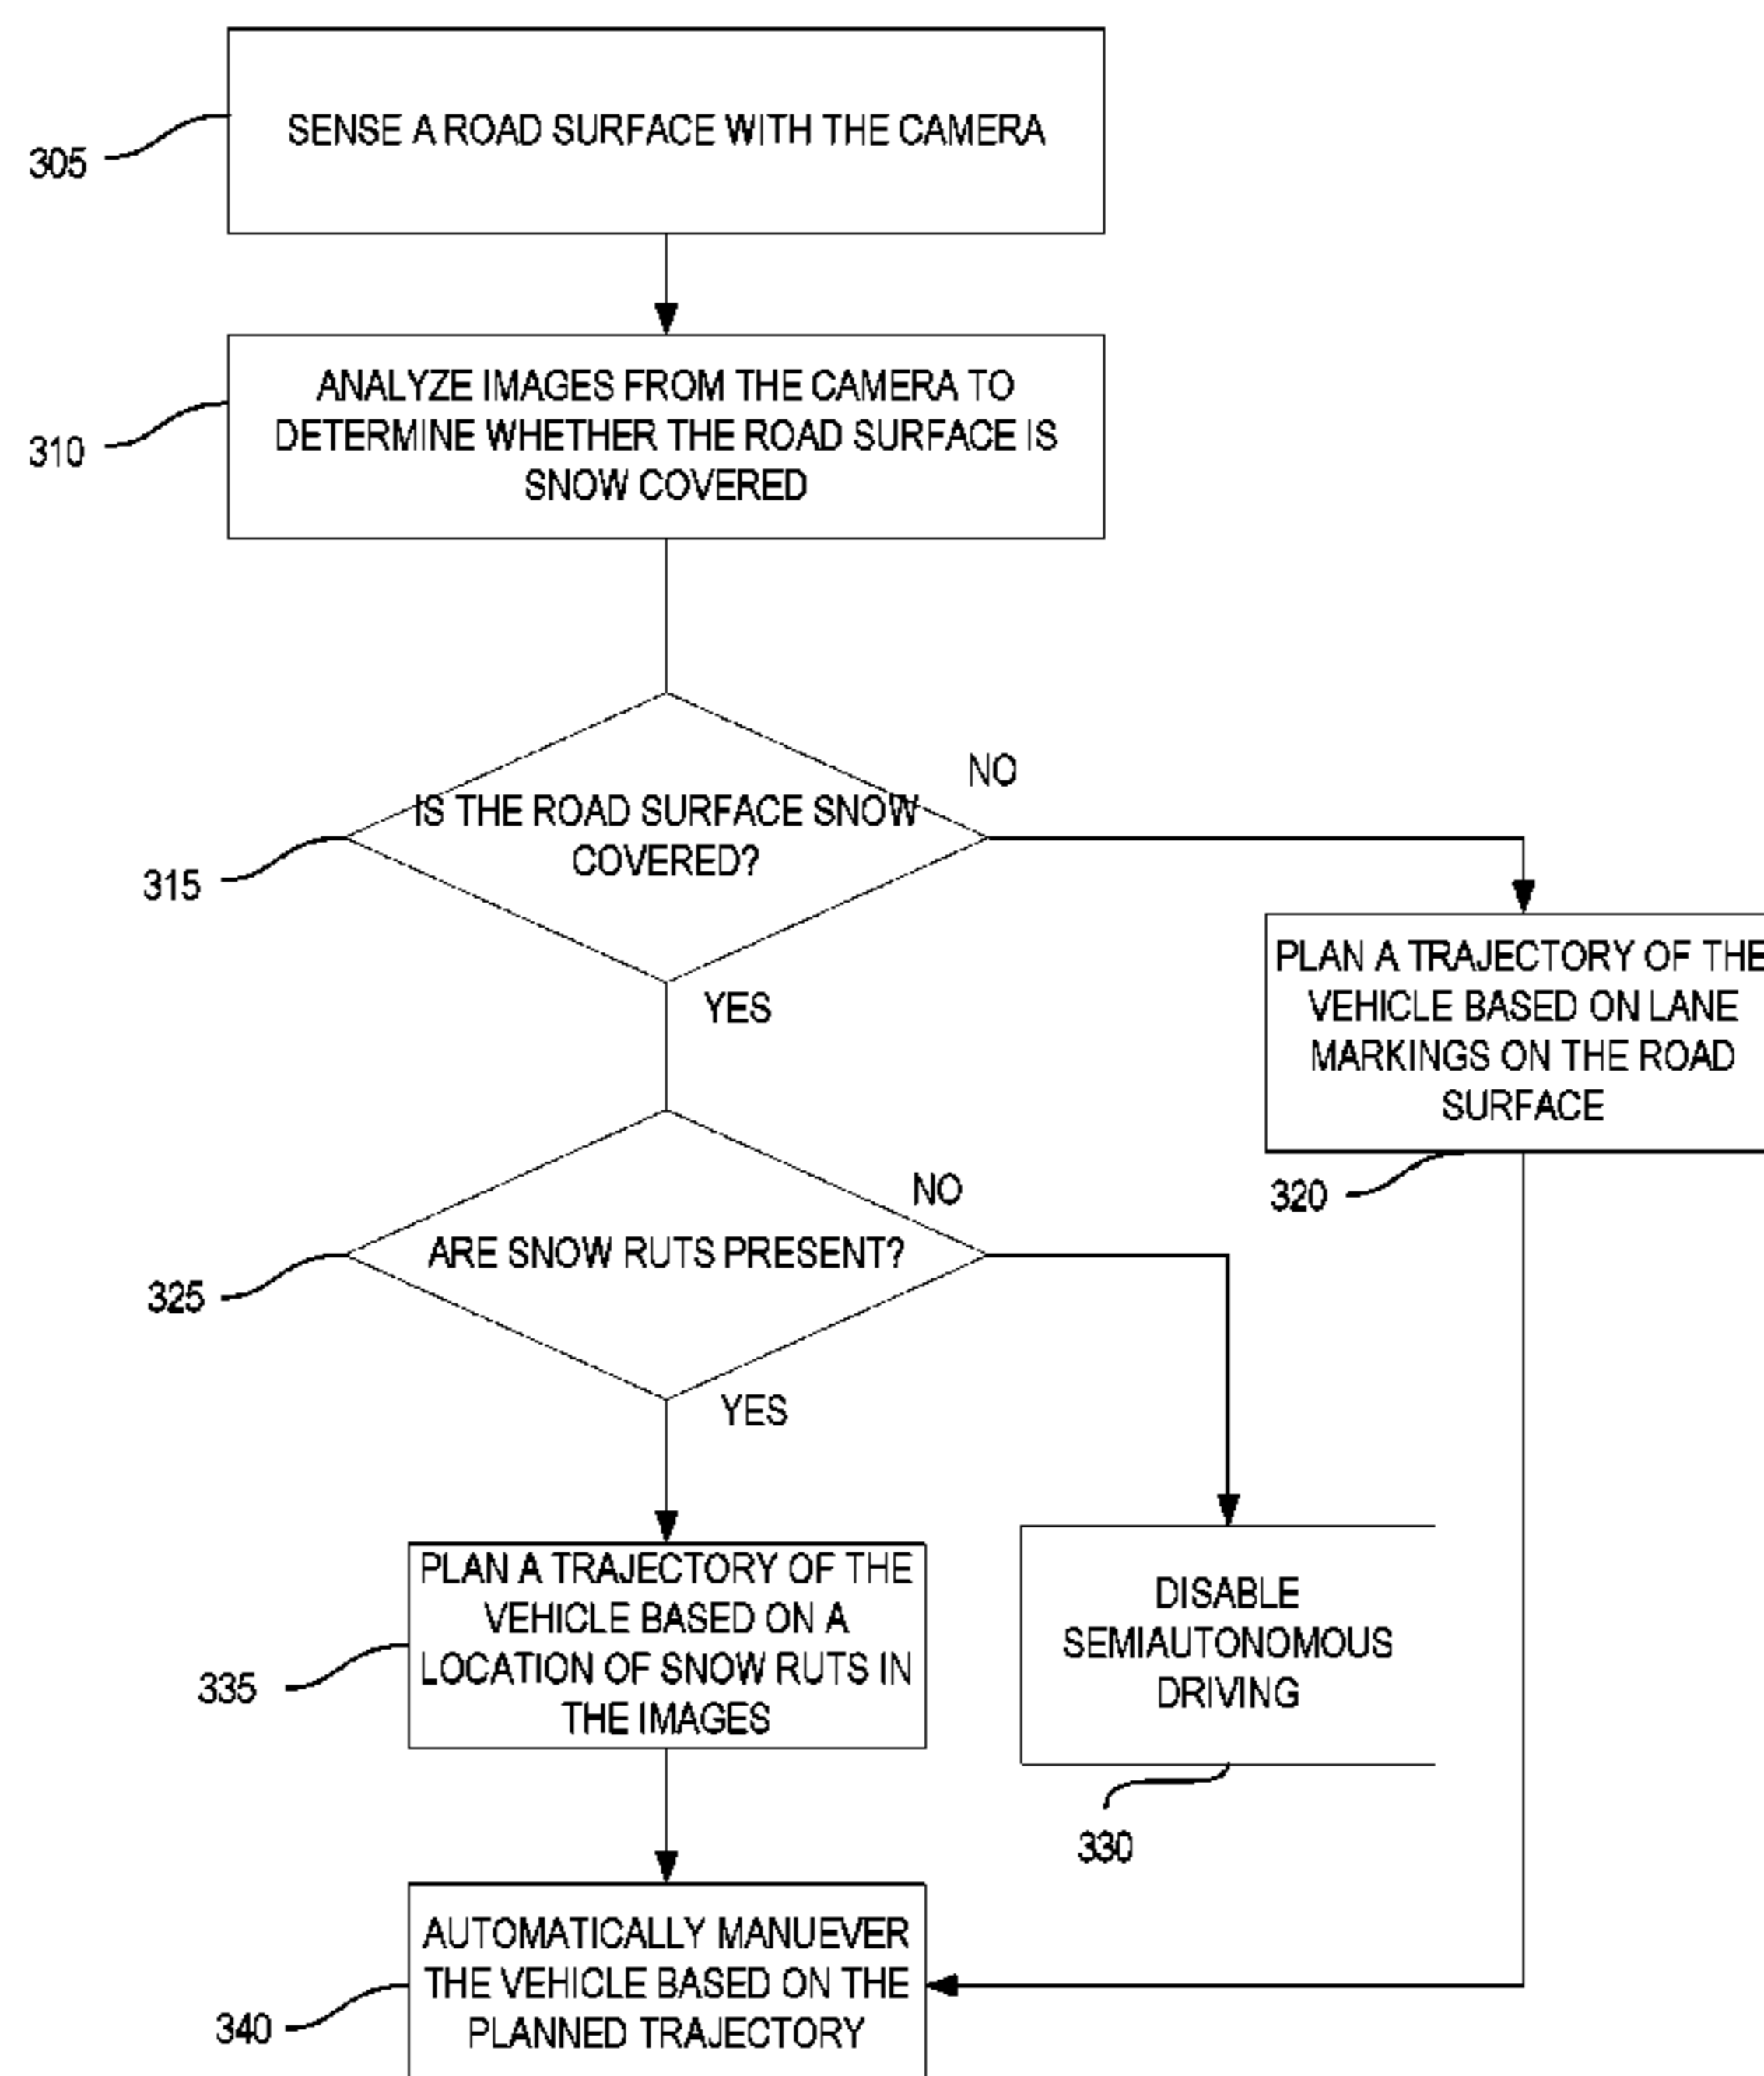 SENSE A ROAD SURFACE WITH THE CAMERA
305
ANALYZE IMAGES FROM THE CAMERA TO
DETERMINE WHETHER THE ROAD SURFACE IS
SNOW COVERED
310
IS THE ROAD SURFACE SNOW
COVERED?
315
NO
YES
PLAN A TRAJECTORY OF THE
VEHICLE BASED ON LANE
MARKINGS ON THE ROAD
SURFACE
320
ARE SNOW RUTS PRESENT?
325
NO
YES
DISABLE
SEMIAUTONOMOUS
DRIVING
330
PLAN A TRAJECTORY OF THE
VEHICLE BASED ON A
LOCATION OF SNOW RUTS IN
THE IMAGES
335
AUTOMATICALLY MANUEVER
THE VEHICLE BASED ON THE
PLANNED TRAJECTORY
340